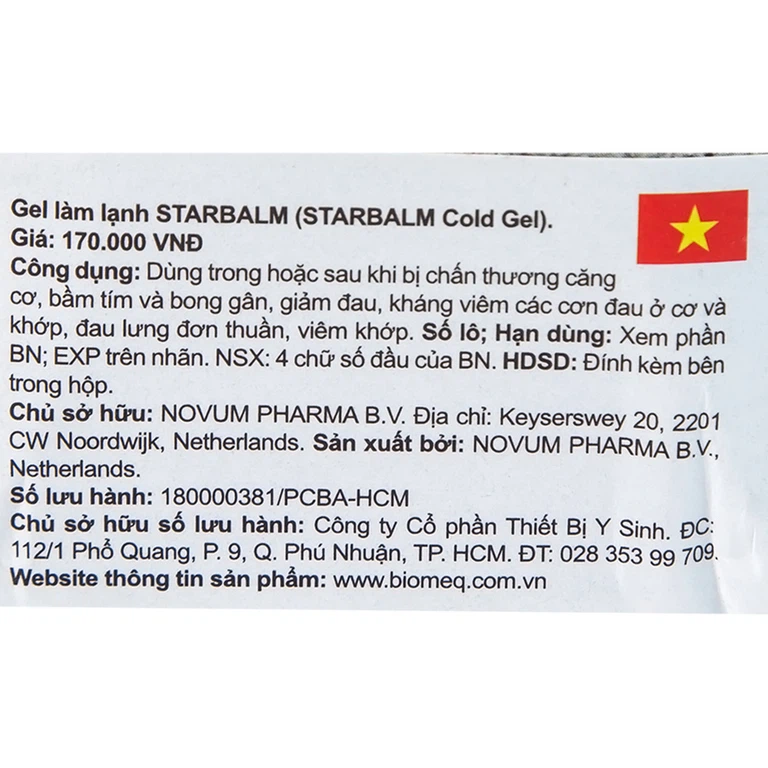 Gel làm lạnh STARBALM (STARBALM Cold Gel).
Giá: 170.000 VNĐ
Công dụng: Dùng trong hoặc sau khi bị chấn thương căng
cơ, bầm tím và bong gân, giảm đau, kháng viêm các cơn đau ở cơ và
khớp, đau lưng đơn thuần, viêm khớp. Số lô; Hạn dùng: Xem phần
BN; EXP trên nhãn. NSX: 4 chữ số đầu của BN. HDSD: Đính kèm bên
trong hộp.
Chủ sở hữu: NOVUM PHARMA B.V. Địa chỉ: Keyserswey 20, 2201
CW Noordwijk, Netherlands. Sản xuất bởi: NOVUM PHARMA B.V.,
Netherlands.
Số lưu hành: 180000381/PCBA-HCM
Chủ sở hữu số lưu hành: Công ty Cổ phần Thiết Bị Y Sinh. ĐC:
112/1 Phổ Quang, P. 9, Q. Phú Nhuận, TP. HCM. ĐT: 028 353 99 709.
Website thông tin sản phẩm: www.biomeq.com.vn